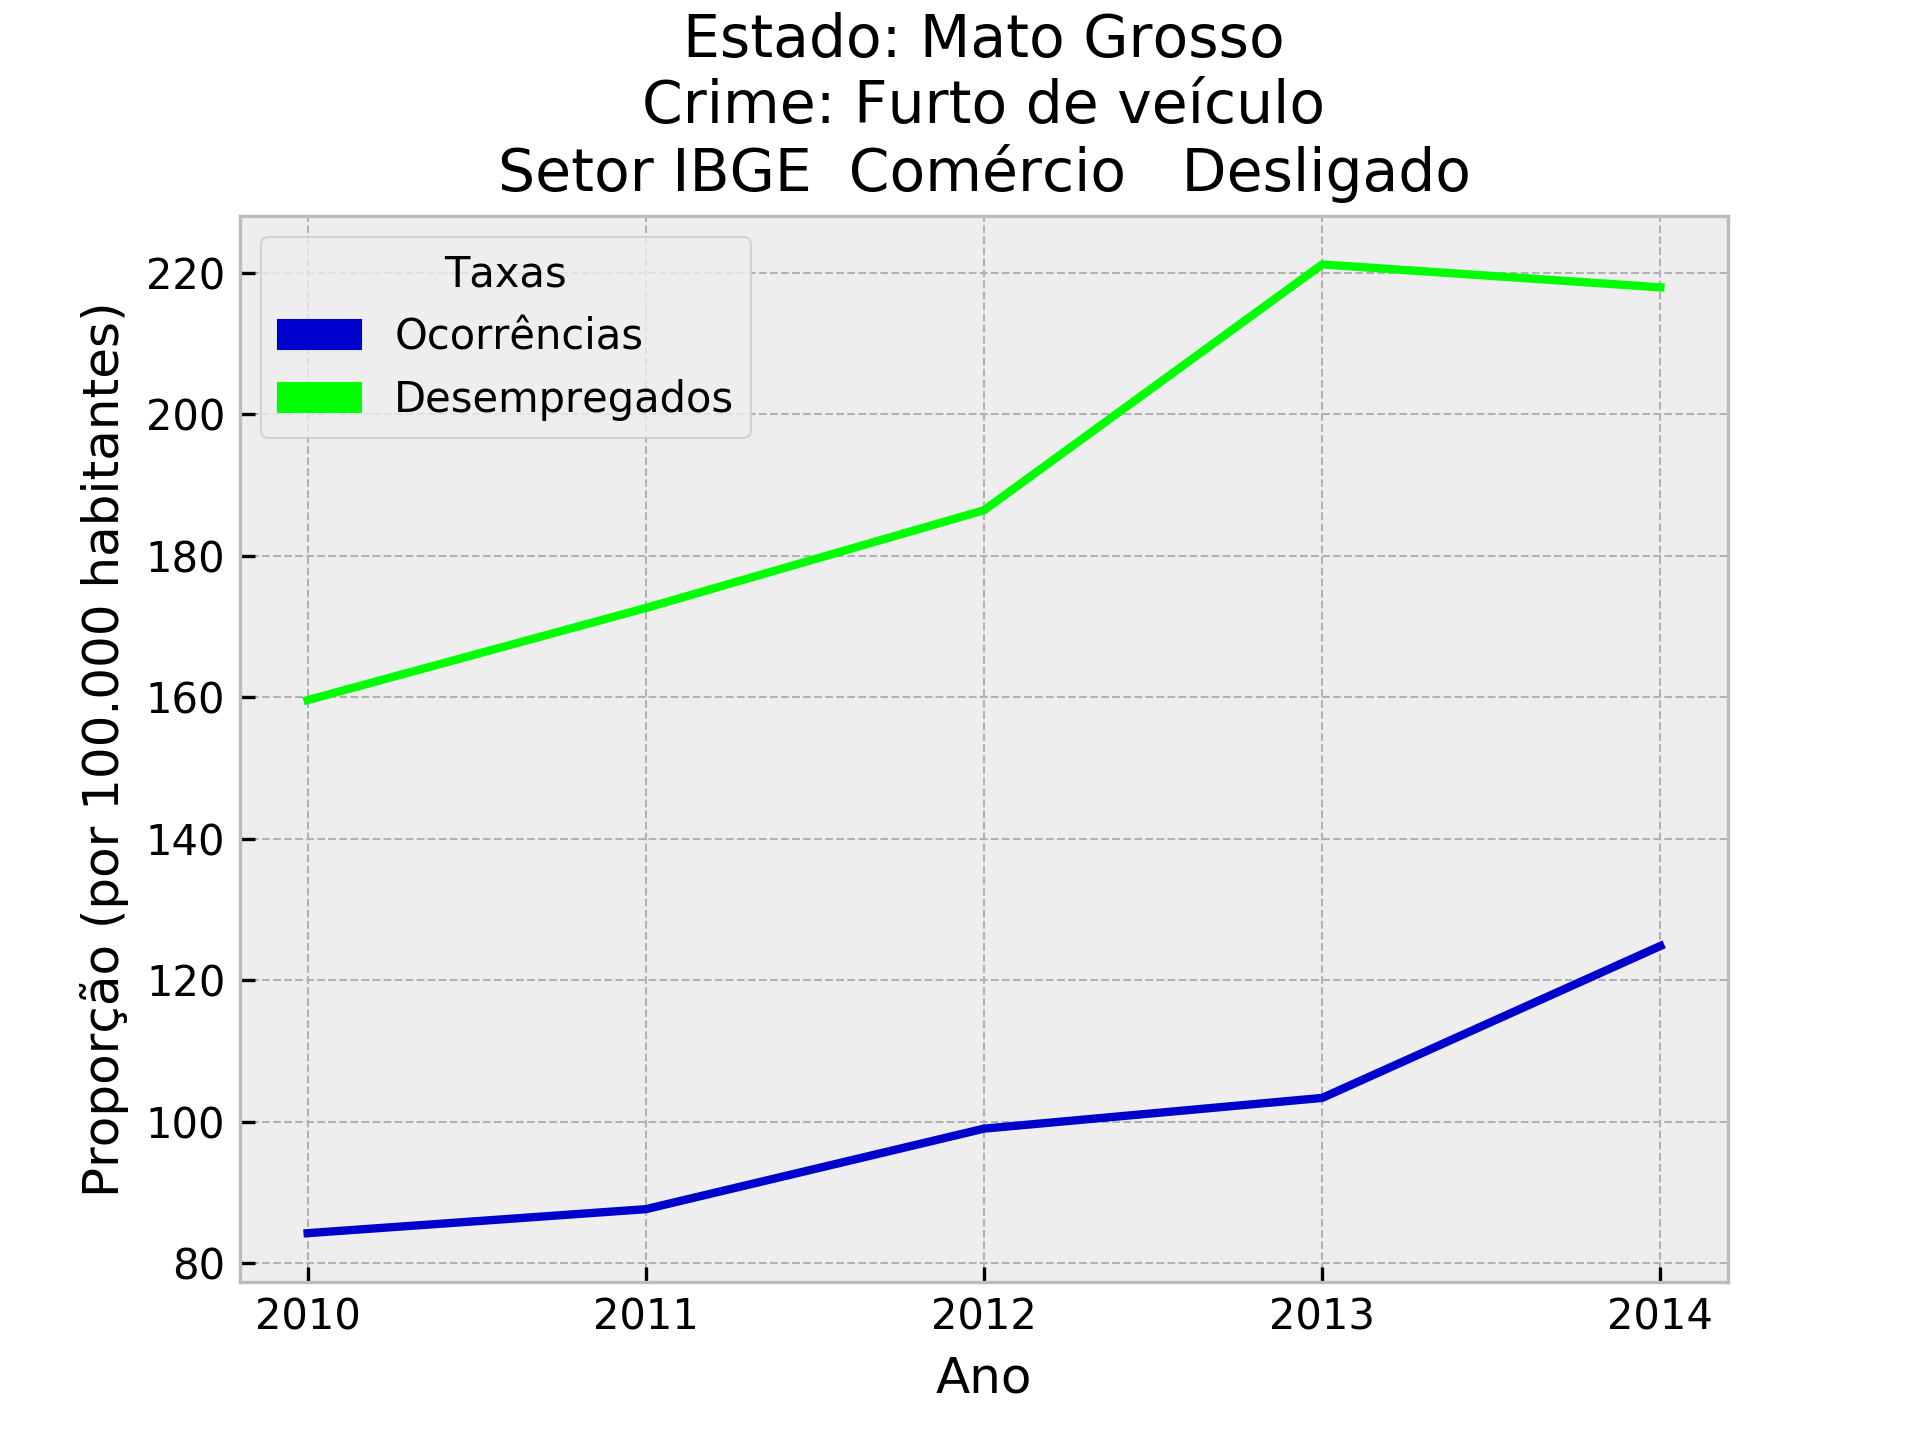 Estado: Mato Grosso
Crime: Furto de veículo
Setor IBGE  Comércio   Desligado
Proporção (por 100.000 habitantes)
220
200
180
160
140
120
100
80
Taxas
Ocorrências
Desempregados
2010
2011
2012
2013
2014
Ano